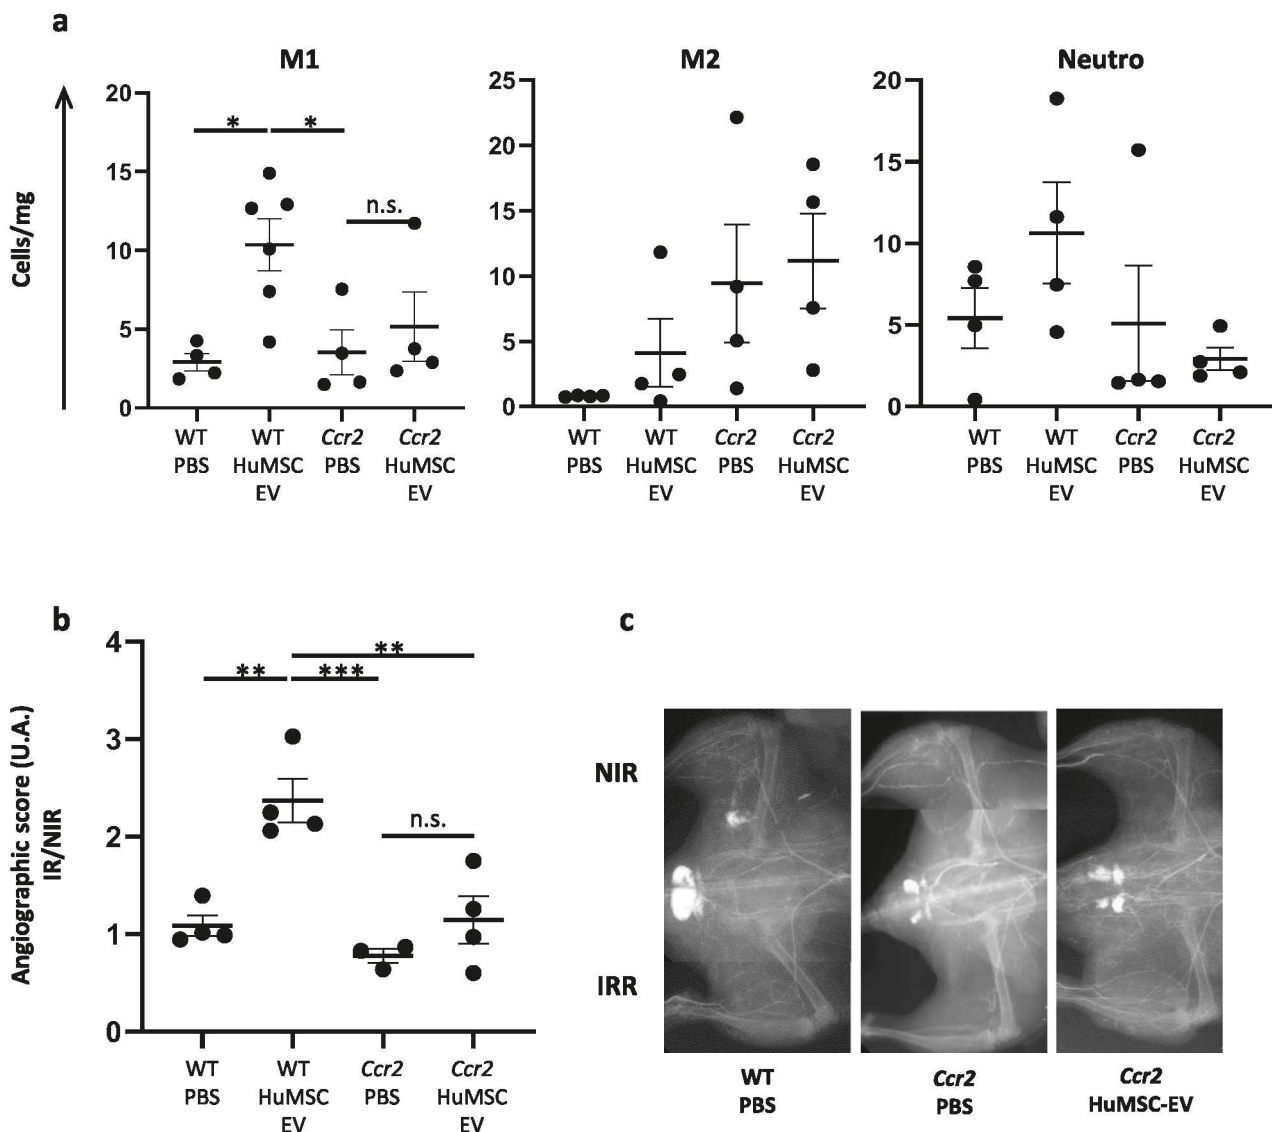 a
M1
M2
Neutro
Cells/mg
20
15
10
5
0
*
*
n.s.
WT
PBS
WT
HuMSC
EV
Ccr2
PBS
Ccr2
HuMSC
EV
25
20
15
10
5
0
WT
PBS
WT
HuMSC
EV
Ccr2
PBS
Ccr2
HuMSC
EV
20
15
10
5
0
WT
PBS
WT
HuMSC
EV
Ccr2
PBS
Ccr2
HuMSC
EV
b
Angiographic score (U.A.)
IR/NIR
4
3
2
1
0
**
**
***
n.s.
WT
PBS
WT
HuMSC
EV
Ccr2
PBS
Ccr2
HuMSC
EV
c
NIR
IRR
WT
PBS
Ccr2
PBS
Ccr2
HuMSC-EV